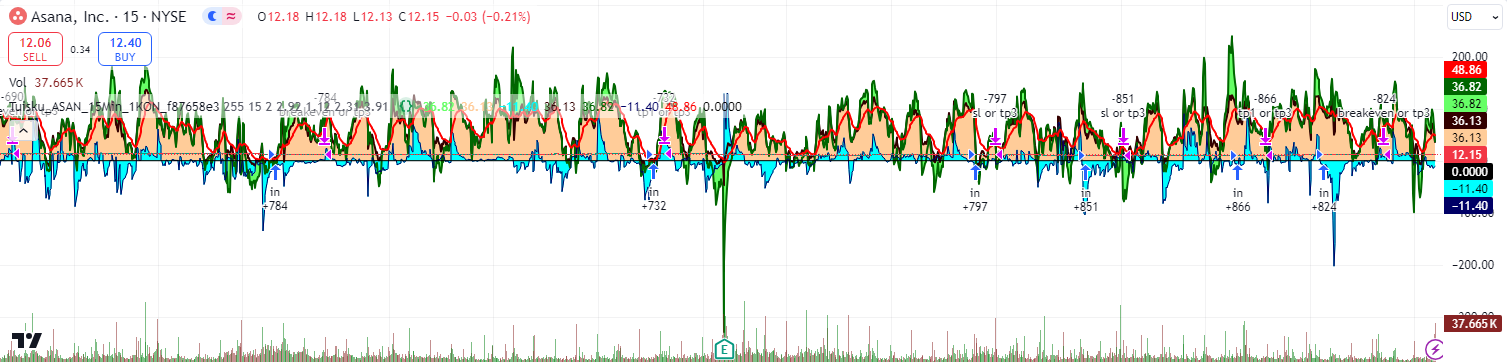 Asana, Inc. · 15 · NYSE O12.18 H12.18 L12.13 C12.15 −0.03 (−0.21%)
USD
12.06 SELL
0.34
12.40 BUY
Vol 37.665K
-690
-784
breakeven or tp3
-732
tp1 or tp3
-797
sl or tp3
-851
sl or tp3
-866
tp1 or tp3
-824
breakeven or tp3
in
+784
in
+732
in
+797
in
+851
in
+866
in
+824
E
200.00
48.86
36.82
36.82
36.13
36.13
12.15
0.0000
−11.40
−11.40
−200.00
37.665K